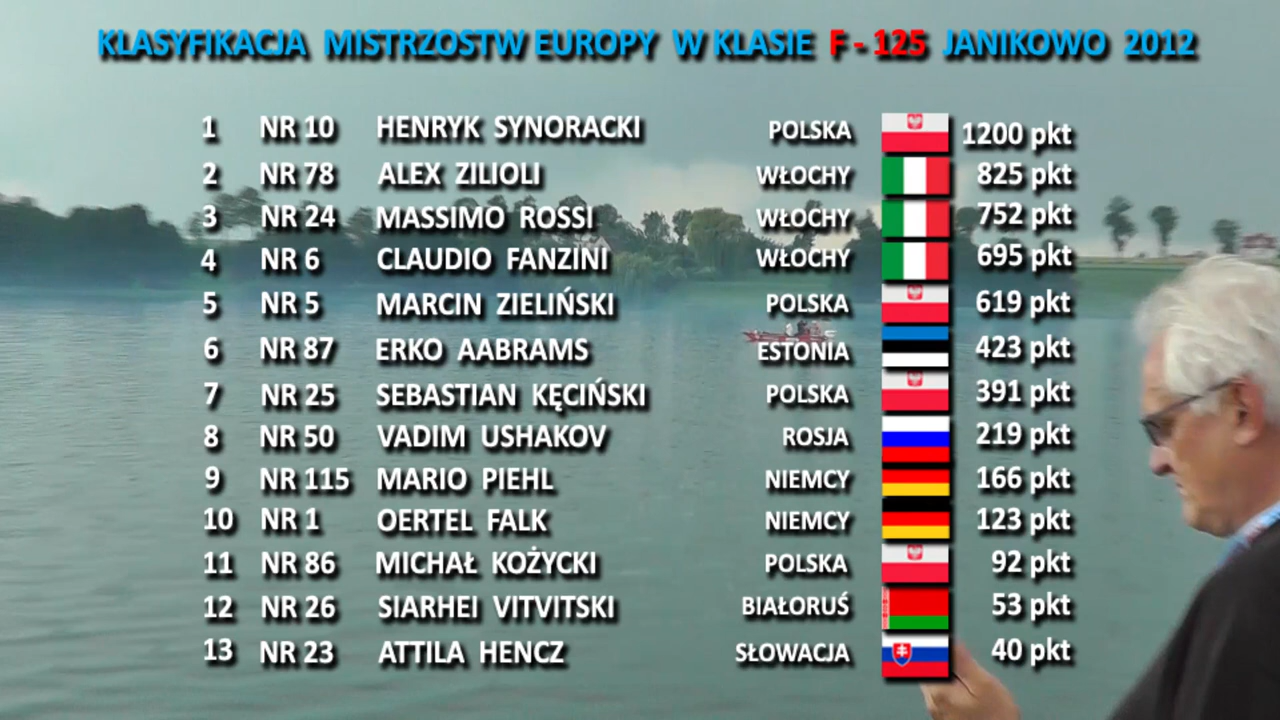 KLASYFIKACJA MISTRZOSTW EUROPY W KLASIE F - 125 JANIKOWO 2012
1 NR 10 HENRYK SYNORACKI POLSKA 1200 pkt
2 NR 78 ALEX ZILIOLI WŁOCHY 825 pkt
3 NR 24 MASSIMO ROSSI WŁOCHY 752 pkt
4 NR 6 CLAUDIO FANZINI WŁOCHY 695 pkt
5 NR 5 MARCIN ZIELIŃSKI POLSKA 619 pkt
6 NR 87 ERKO AABRAMS ESTONIA 423 pkt
7 NR 25 SEBASTIAN KĘCIŃSKI POLSKA 391 pkt
8 NR 50 VADIM USHAKOV ROSJA 219 pkt
9 NR 115 MARIO PIEHL NIEMCY 166 pkt
10 NR 1 OERTEL FALK NIEMCY 123 pkt
11 NR 86 MICHAŁ KOŻYCKI POLSKA 92 pkt
12 NR 26 SIARHEI VITVITSKI BIAŁORUŚ 53 pkt
13 NR 23 ATTILA HENCZ SŁOWACJA 40 pkt